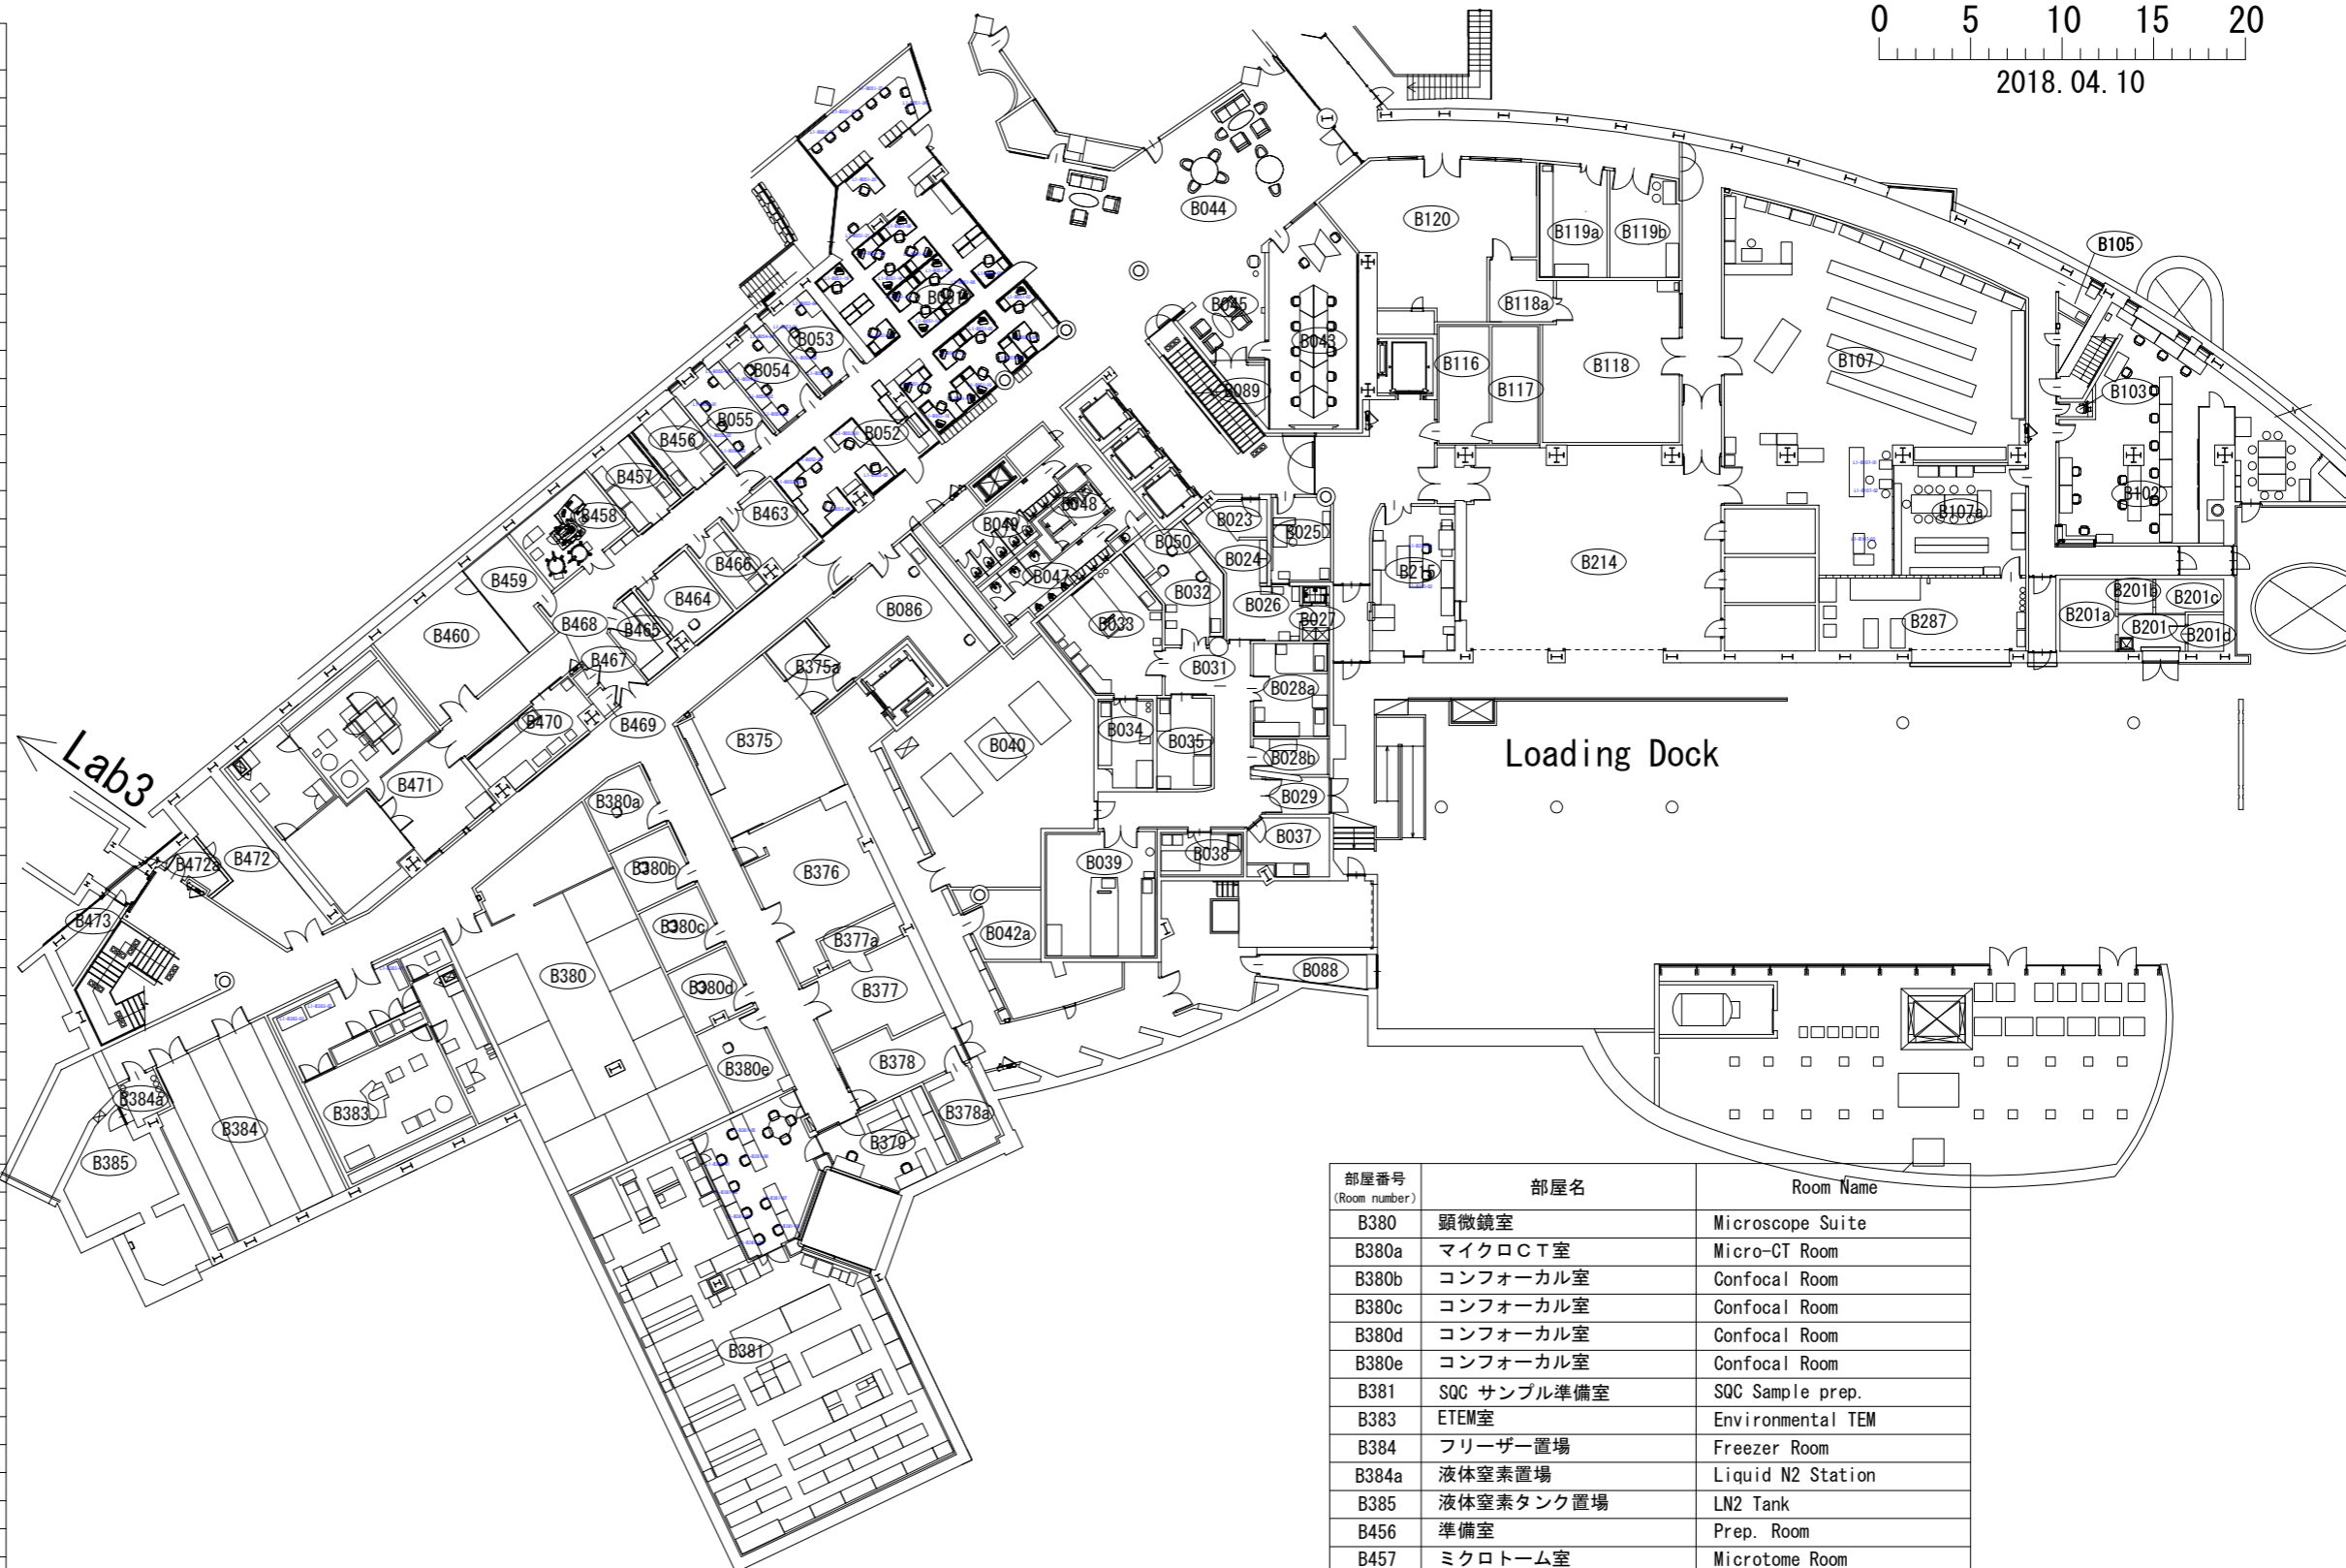 0 5 10 15 20
2018.04.10
B044
B120
B119a
B119b
B105
B045
B118a
B051
B053
B043
B107
B054
B116
B118
B089
B117
B103
B055
B052
B456
B457
B458
B463
B048
B102
B049
B023
B025
B107a
B050
B024
B214
B459
B466
B047
B215
B032
B464
B026
B201b
B201c
B086
B201a
B468
B465
B033
B027
B287
B201
B201d
B460
B467
B375a
B031
B028a
B470
B469
B034
B035
B375
B040
Loading Dock
B028b
Lab3
B471
B380a
B029
B037
B472
B472a
B038
B039
B380b
B376
B473
B380c
B042a
B377a
B380
B088
B380d
B377
B378
B380e
B384a
B383
B378a
B384
B379
B385
B381
部屋番号 部屋名 Room Name
(Room number)
B380 顕微鏡室 Microscope Suite
B380a マイクロCT室 Micro-CT Room
B380b コンフォーカル室 Confocal Room
B380c コンフォーカル室 Confocal Room
B380d コンフォーカル室 Confocal Room
B380e コンフォーカル室 Confocal Room
B381 SQC サンプル準備室 SQC Sample prep.
B383 ETEM室 Environmental TEM
B384 フリーザー置場 Freezer Room
B384a 液体窒素置場 Liquid N2 Station
B385 液体窒素タンク置場 LN2 Tank
B456 準備室 Prep. Room
B457 ミクロトーム室 Microtome Room